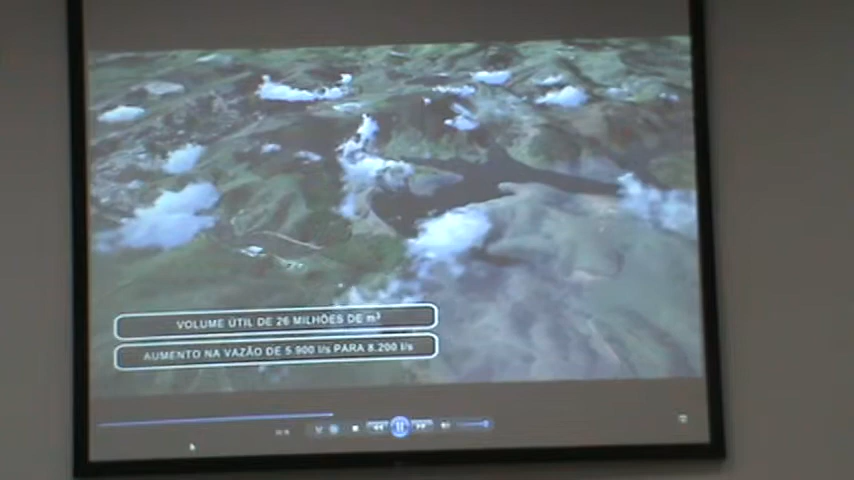 VOLUME ÚTIL DE 26 MILHÕES DE m³
AUMENTO NA VAZÃO DE 5.900 l/s PARA 8.200 l/s